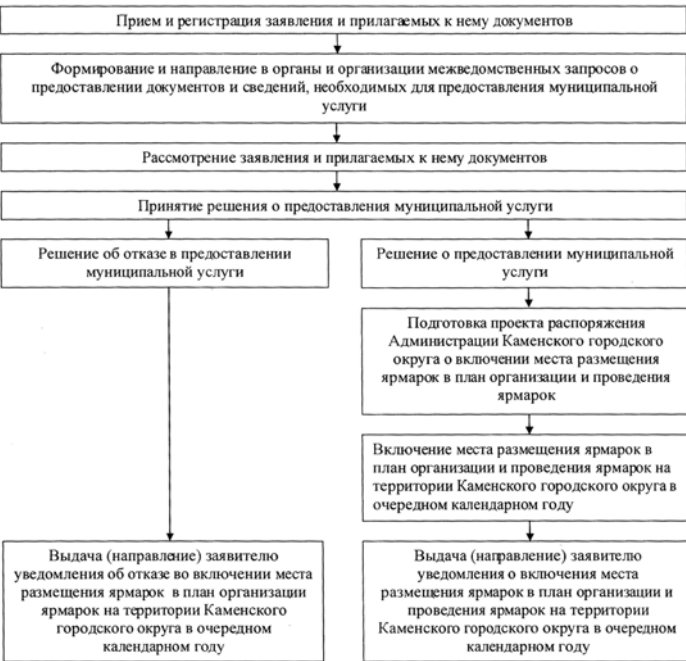 Прием и регистрация заявления и прилагаемых к нему документов
Формирование и направление в органы и организации межведомственных запросов о
предоставлении документов и сведений, необходимых для предоставления муниципальной
услуги
Рассмотрение заявления и прилагаемых к нему документов
Принятие решения о предоставления муниципальной услуги
Решение об отказе в предоставлении
муниципальной услуги
Решение о предоставлении муниципальной
услуги
Подготовка проекта распоряжения
Администрации Каменского городского
округа о включении места размещения
ярмарок в план организации и проведения
ярмарок
Включение места размещения ярмарок в
план организации и проведения ярмарок на
территории Каменского городского округа в
очередном календарном году
Выдача (направление) заявителю
уведомления об отказе во включении места
размещения ярмарок в план организации
ярмарок на территории Каменского
городского округа в очередном
календарном году
Выдача (направление) заявителю
уведомления о включения места
размещения ярмарок в план организации и
проведения ярмарок на территории
Каменского городского округа в очередном
календарном году